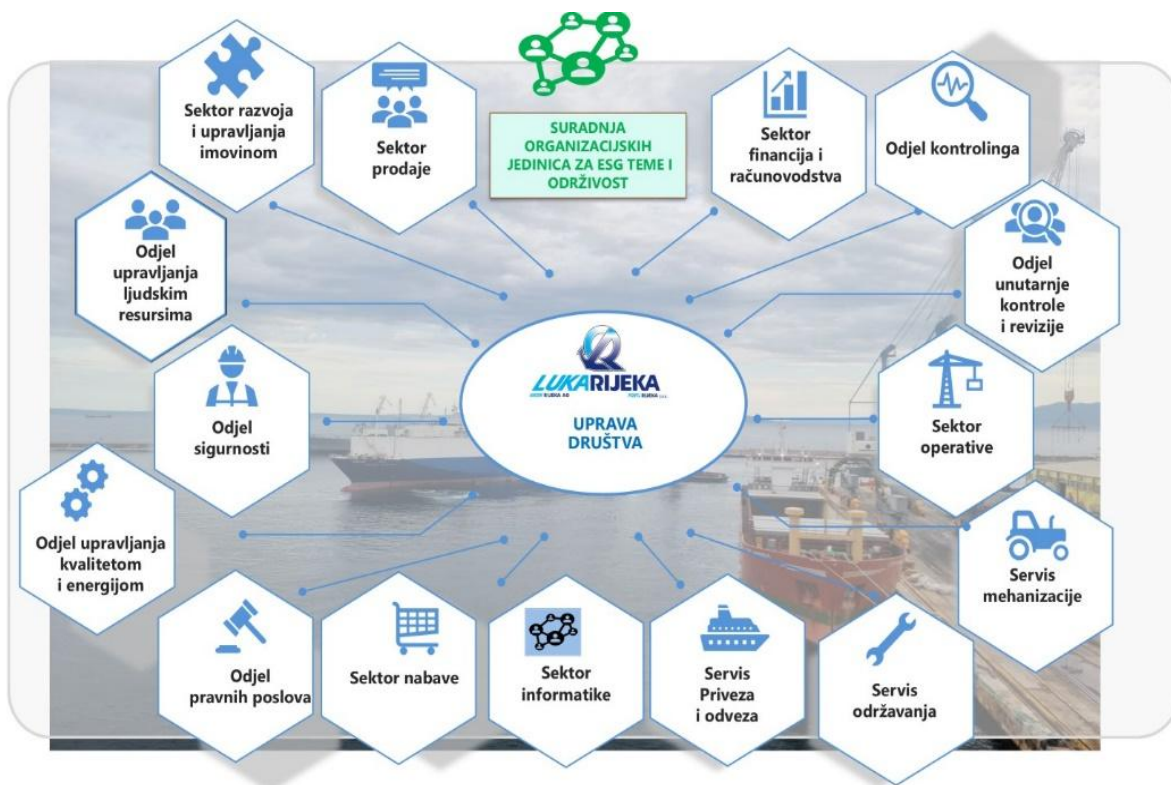 Sektor razvoja
i upravljanja
imovinom
Sektor
prodaje
SURADNJA
ORGANIZACIJSKIH
JEDINICA ZA ESG TEME I
ODRŽIVOST
Sektor
financija i
računovodstva
Odjel kontrolinga
Odjel
upravljanja
ljudskim
resursima
Odjel
unutarnje
kontrole
i revizije
LUKARIJEKA
UPRAVA
DRUŠTVA
Odjel
sigurnosti
Sektor
operative
Odjel upravljanja
kvalitetom
i energijom
Servis
mehanizacije
Odjel
pravnih poslova
Sektor nabave
Sektor
informatike
Servis
Priveza
i odveza
Servis
održavanja